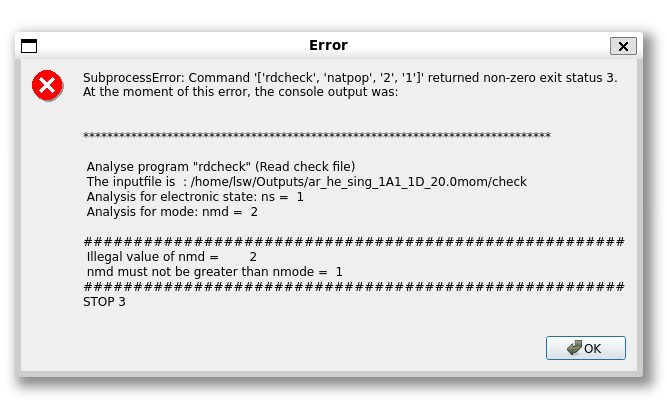 Error
SubprocessError: Command '['rdcheck', 'natpop', '2', '1']' returned non-zero exit status 3.
At the moment of this error, the console output was:
******************************************************************************
Analyse program "rdcheck" (Read check file)
The inputfile is : /home/lsw/Outputs/ar_he_sing_1A1_1D_20.0mom/check
Analysis for electronic state: ns = 1
Analysis for mode: nmd = 2
######################################################
Illegal value of nmd = 2
nmd must not be greater than nmode = 1
######################################################
STOP 3
OK